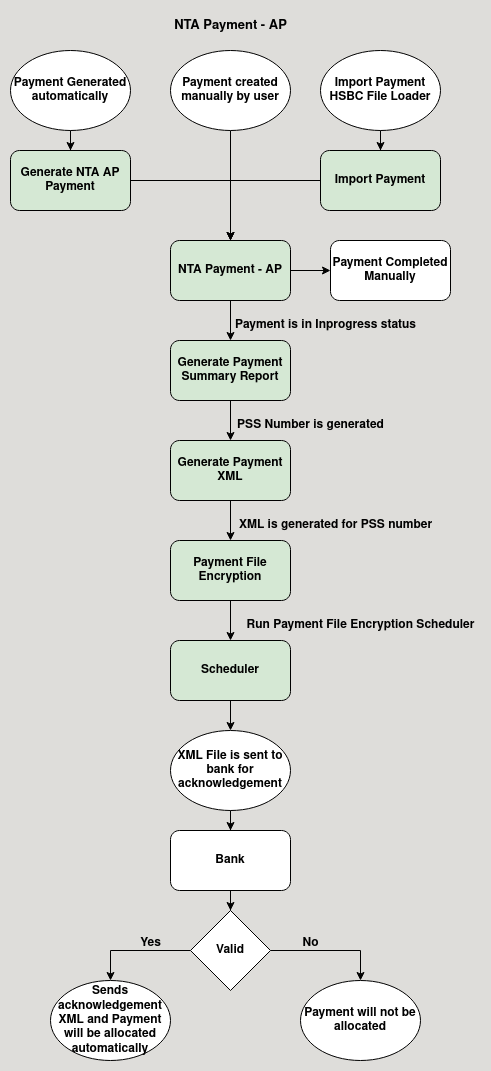 NTA Payment - AP
Payment Generated
automatically
Payment created
manually by user
Import Payment
HSBC File Loader
Generate NTA AP
Payment
Import Payment
NTA Payment - AP
Payment Completed
Manually
Payment is in Inprogress status
Generate Payment
Summary Report
PSS Number is generated
Generate Payment
XML
XML is generated for PSS number
Payment File
Encryption
Run Payment File Encryption Scheduler
Scheduler
XML File is sent to
bank for
acknowledgement
Bank
Valid
Yes
No
Sends
acknowledgement
XML and Payment
will be allocated
automatically
Payment will not be
allocated